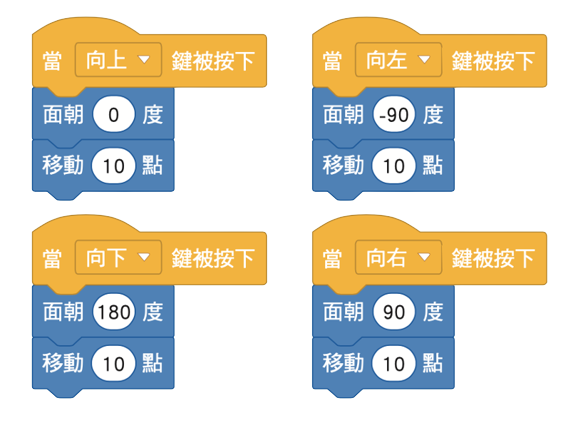 當 向上 鍵被按下
面朝 0 度
移動 10 點
當 向左 鍵被按下
面朝 -90 度
移動 10 點
當 向下 鍵被按下
面朝 180 度
移動 10 點
當 向右 鍵被按下
面朝 90 度
移動 10 點